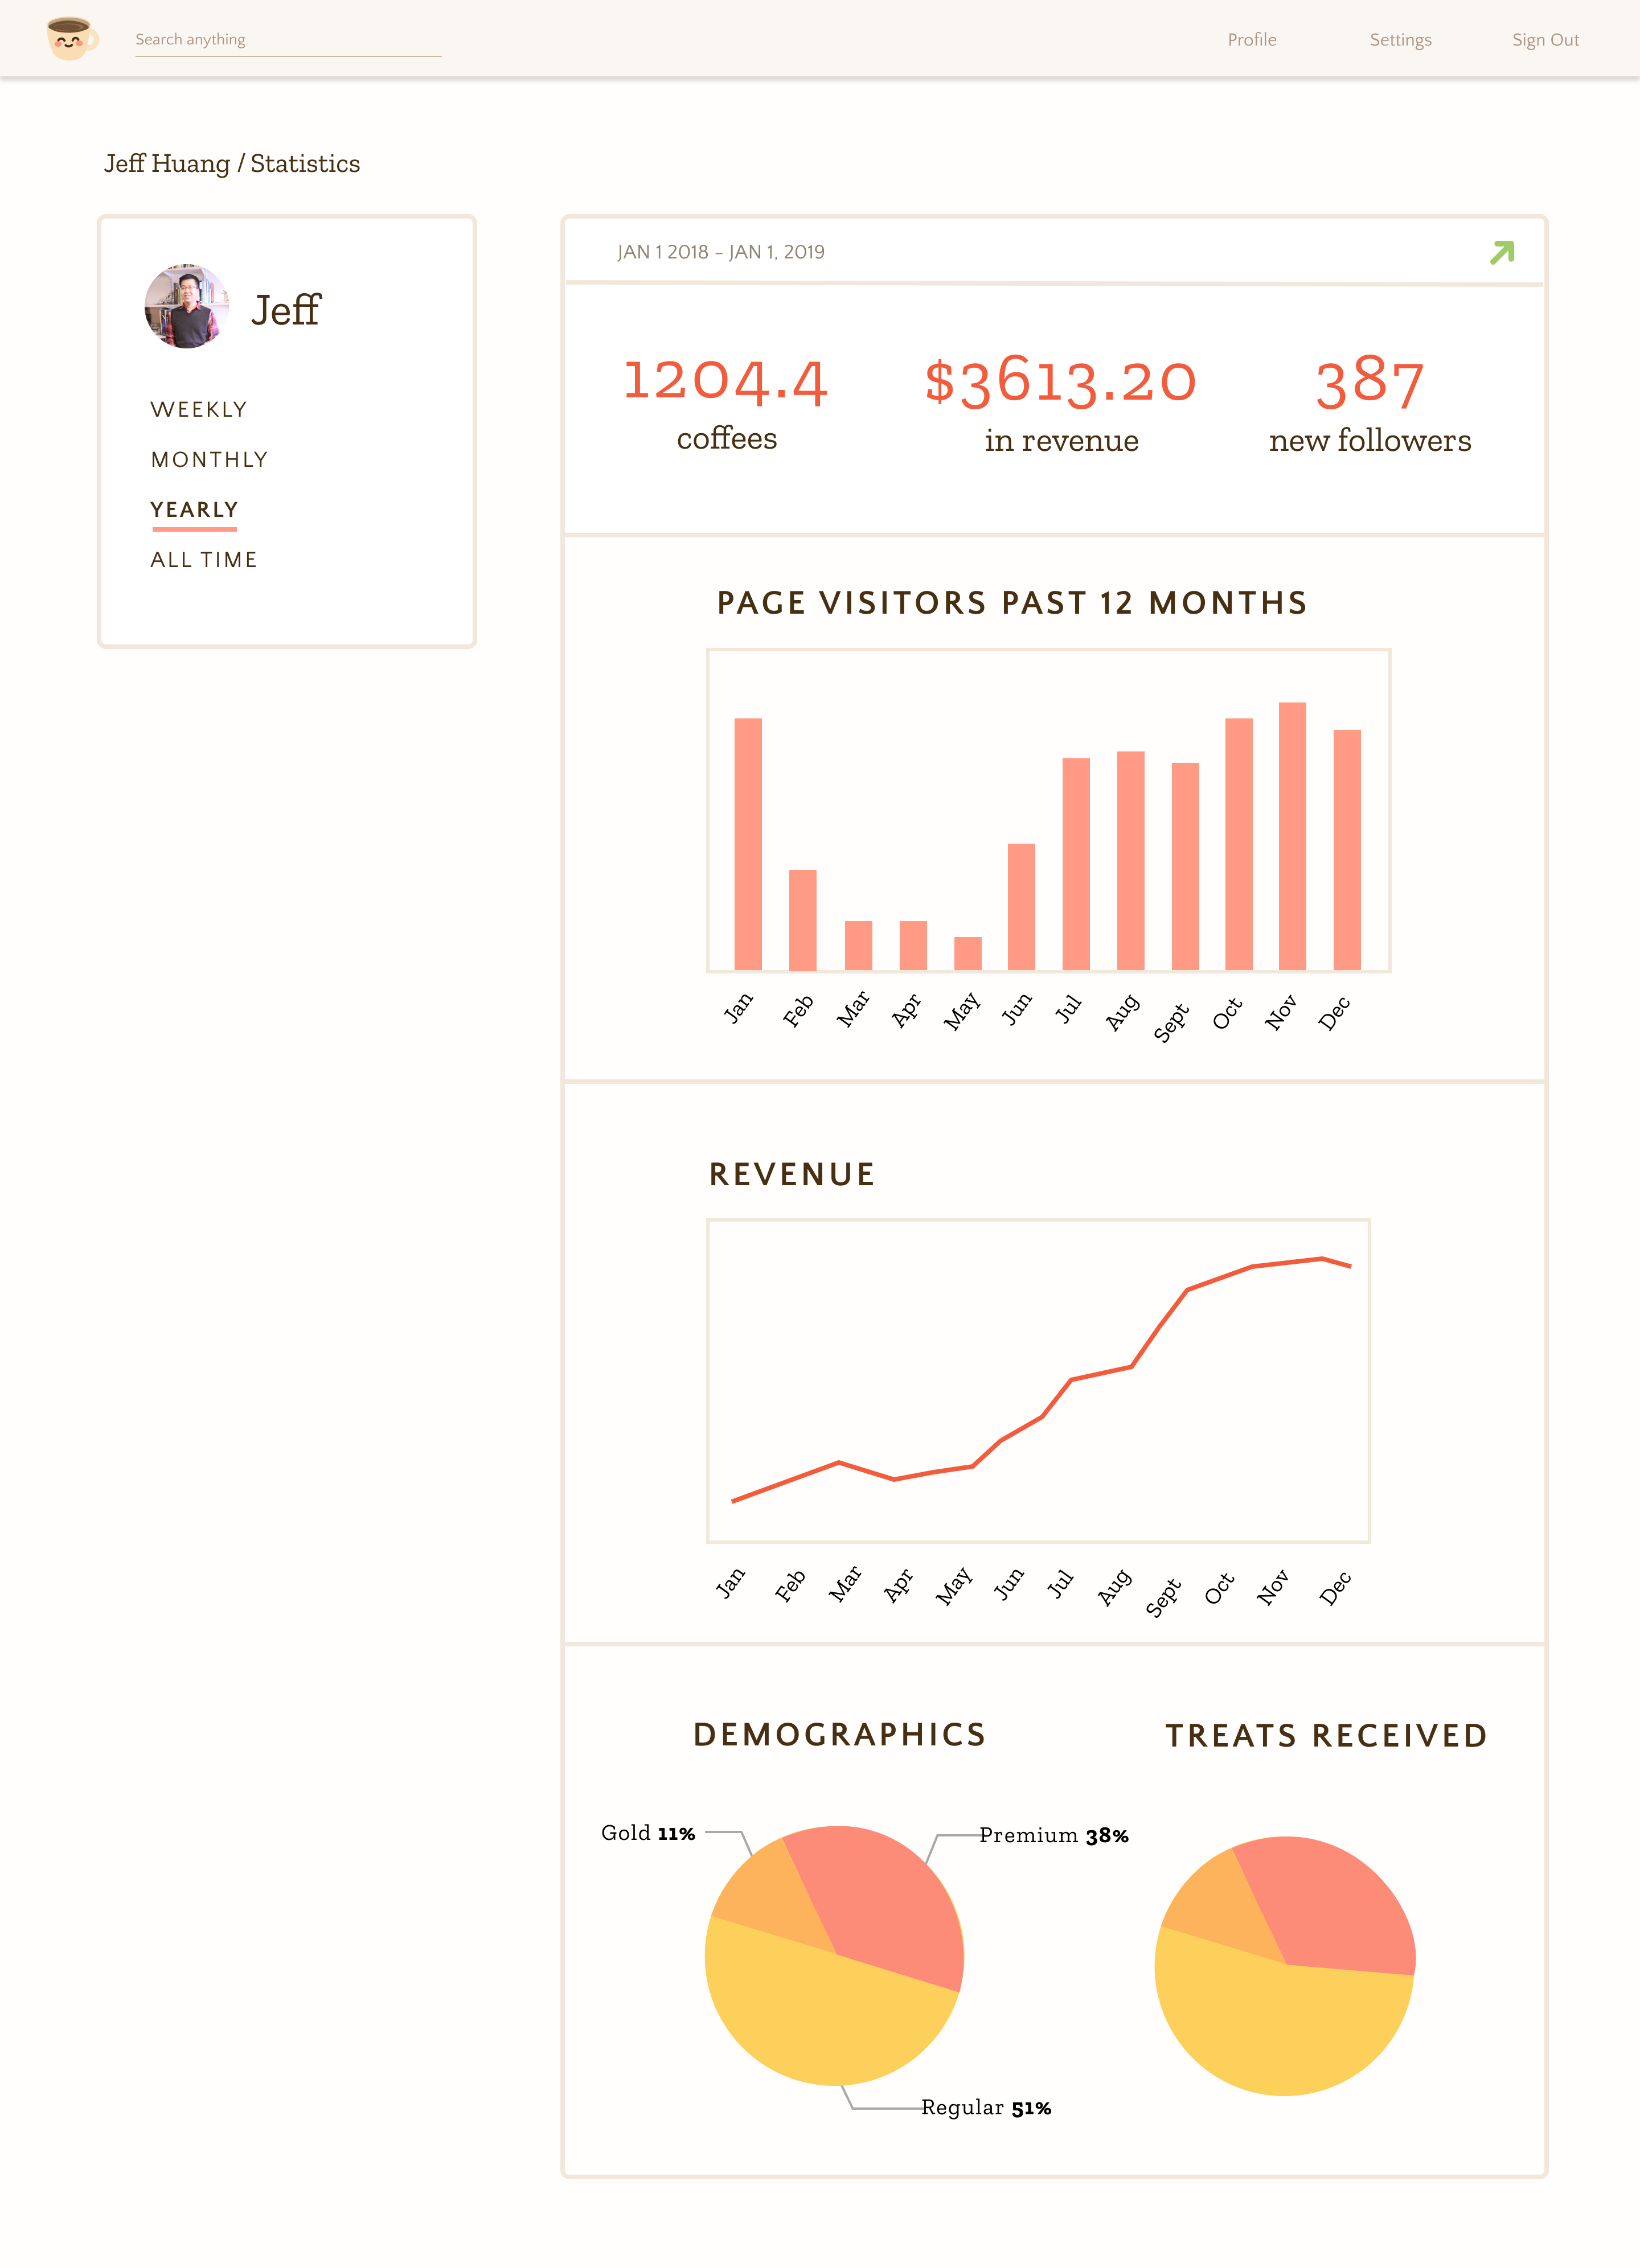 Search anything
Profile Settings Sign Out
Jeff Huang / Statistics
Jeff
WEEKLY
MONTHLY
YEARLY
ALL TIME
JAN 1 2018 – JAN 1, 2019
1204.4 $3613.20 387
coffees in revenue new followers
PAGE VISITORS PAST 12 MONTHS
Jan Feb Mar Apr May Jun Jul Aug Sept Oct Nov Dec
REVENUE
Jan Feb Mar Apr May Jun Jul Aug Sept Oct Nov Dec
DEMOGRAPHICS TREATS RECEIVED
Gold 11% Premium 38%
Regular 51%